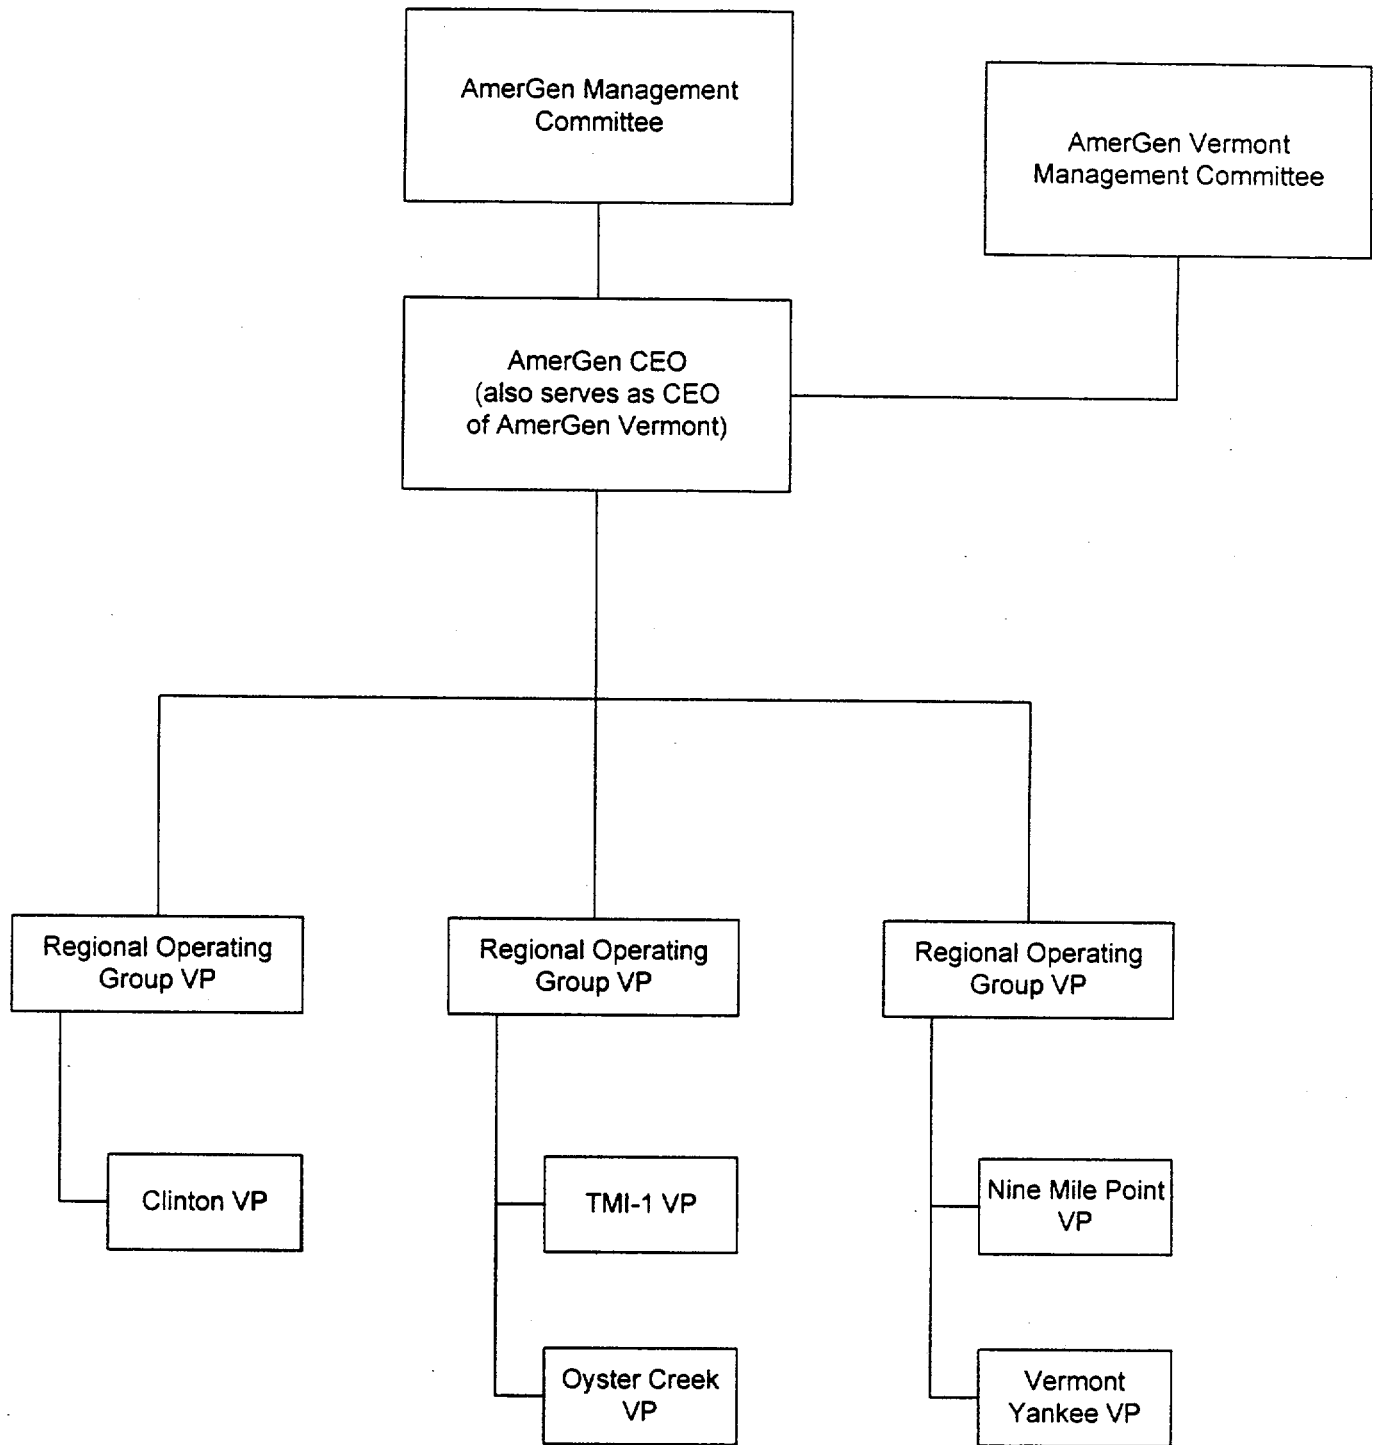 AmerGen Management
Committee
AmerGen Vermont
Management Committee
AmerGen CEO
(also serves as CEO
of AmerGen Vermont)
Regional Operating
Group VP
Regional Operating
Group VP
Regional Operating
Group VP
Clinton VP
TMI-1 VP
Nine Mile Point
VP
Oyster Creek
VP
Vermont
Yankee VP